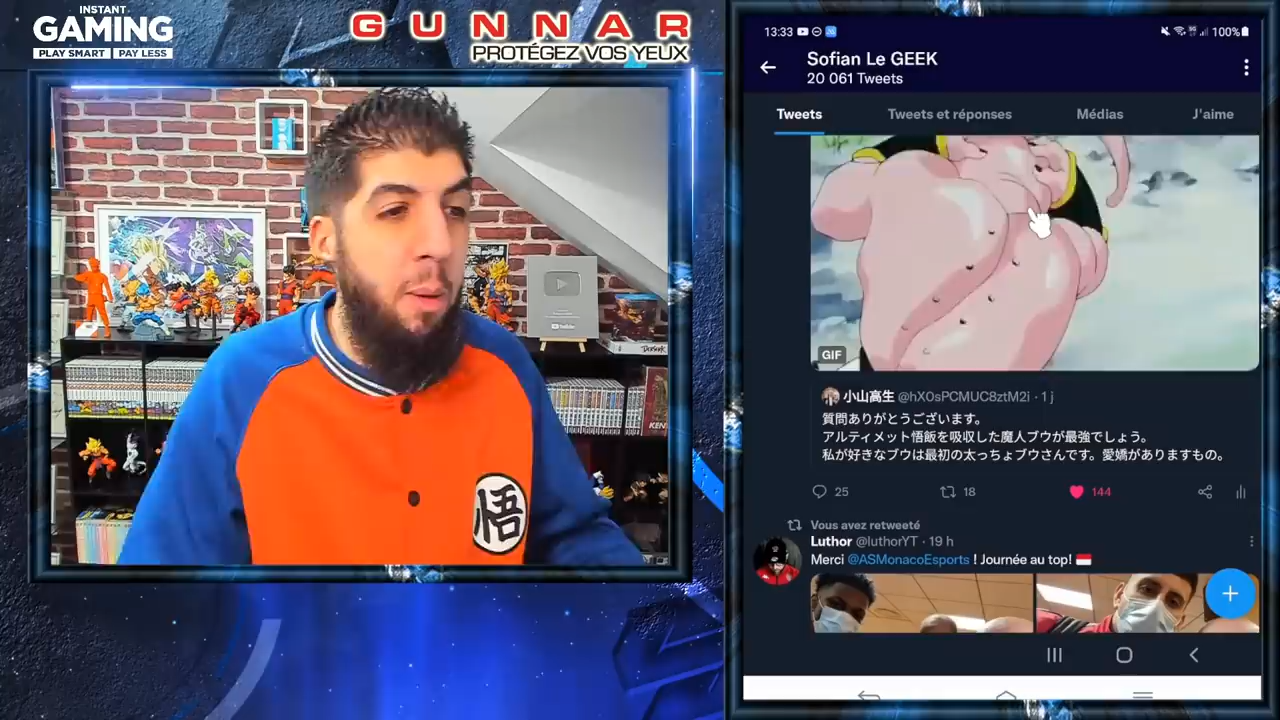 INSTANT
GAMING
PLAY SMART | PAY LESS
GUNNAR
PROTÉGEZ VOS YEUX
悟
YouTube
BERSERK
KEN
13:33
100%
Sofian Le GEEK
20 061 Tweets
Tweets
Tweets et réponses
Médias
J'aime
GIF
小山高生 @hX0sPCMUC8ztM2i · 1 j
質問ありがとうございます。
アルティメット悟飯を吸収した魔人ブウが最強でしょう。
私が好きなブウは最初の太っちょブウさんです。愛嬌がありますもの。
25
18
144
Vous avez retweeté
Luthor @luthorYT · 19 h
Merci @ASMonacoEsports ! Journée au top!